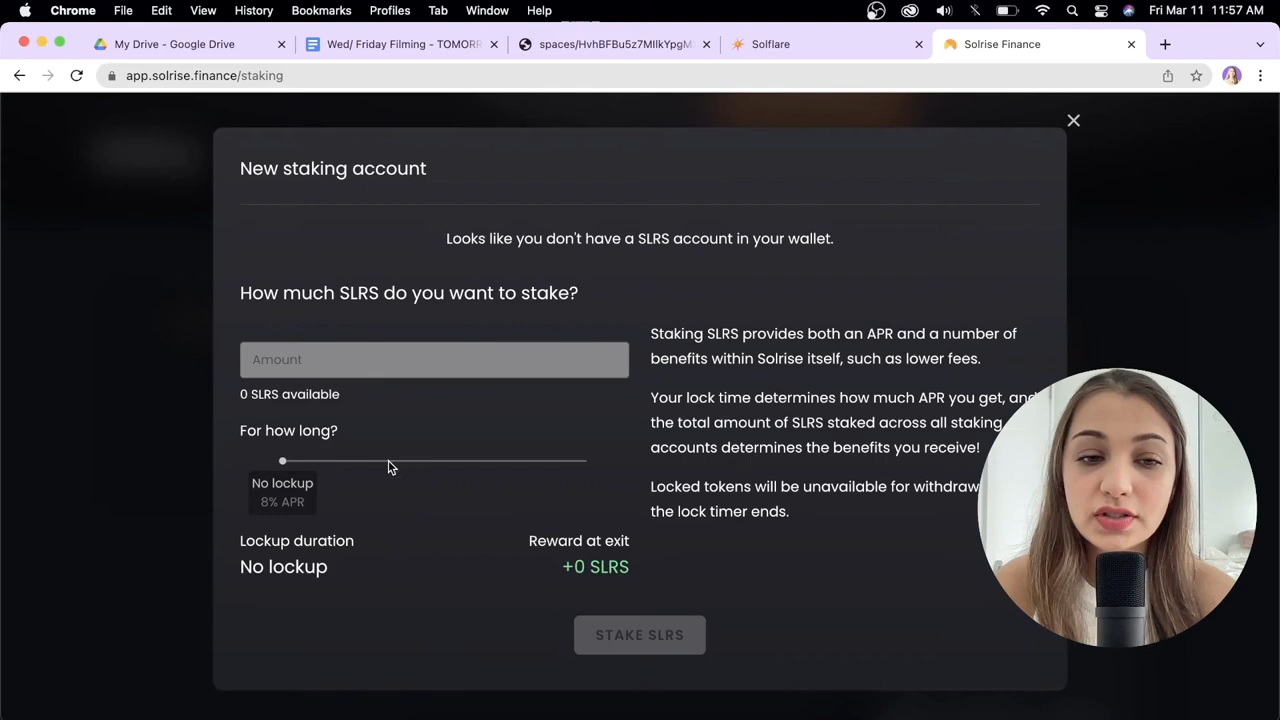 Chrome File Edit View History Bookmarks Profiles Tab Window Help Fri Mar 11 11:57 AM
My Drive - Google Drive Wed/ Friday Filming - TOMORR spaces/HvhBFBu5z7MIlkYpgM Solflare Solrise Finance
app.solrise.finance/staking
New staking account
Looks like you don't have a SLRS account in your wallet.
How much SLRS do you want to stake?
Amount
0 SLRS available
For how long?
No lockup
8% APR
Lockup duration Reward at exit
No lockup +0 SLRS
Staking SLRS provides both an APR and a number of
benefits within Solrise itself, such as lower fees.
Your lock time determines how much APR you get, and
the total amount of SLRS staked across all staking
accounts determines the benefits you receive!
Locked tokens will be unavailable for withdraw
the lock timer ends.
STAKE SLRS